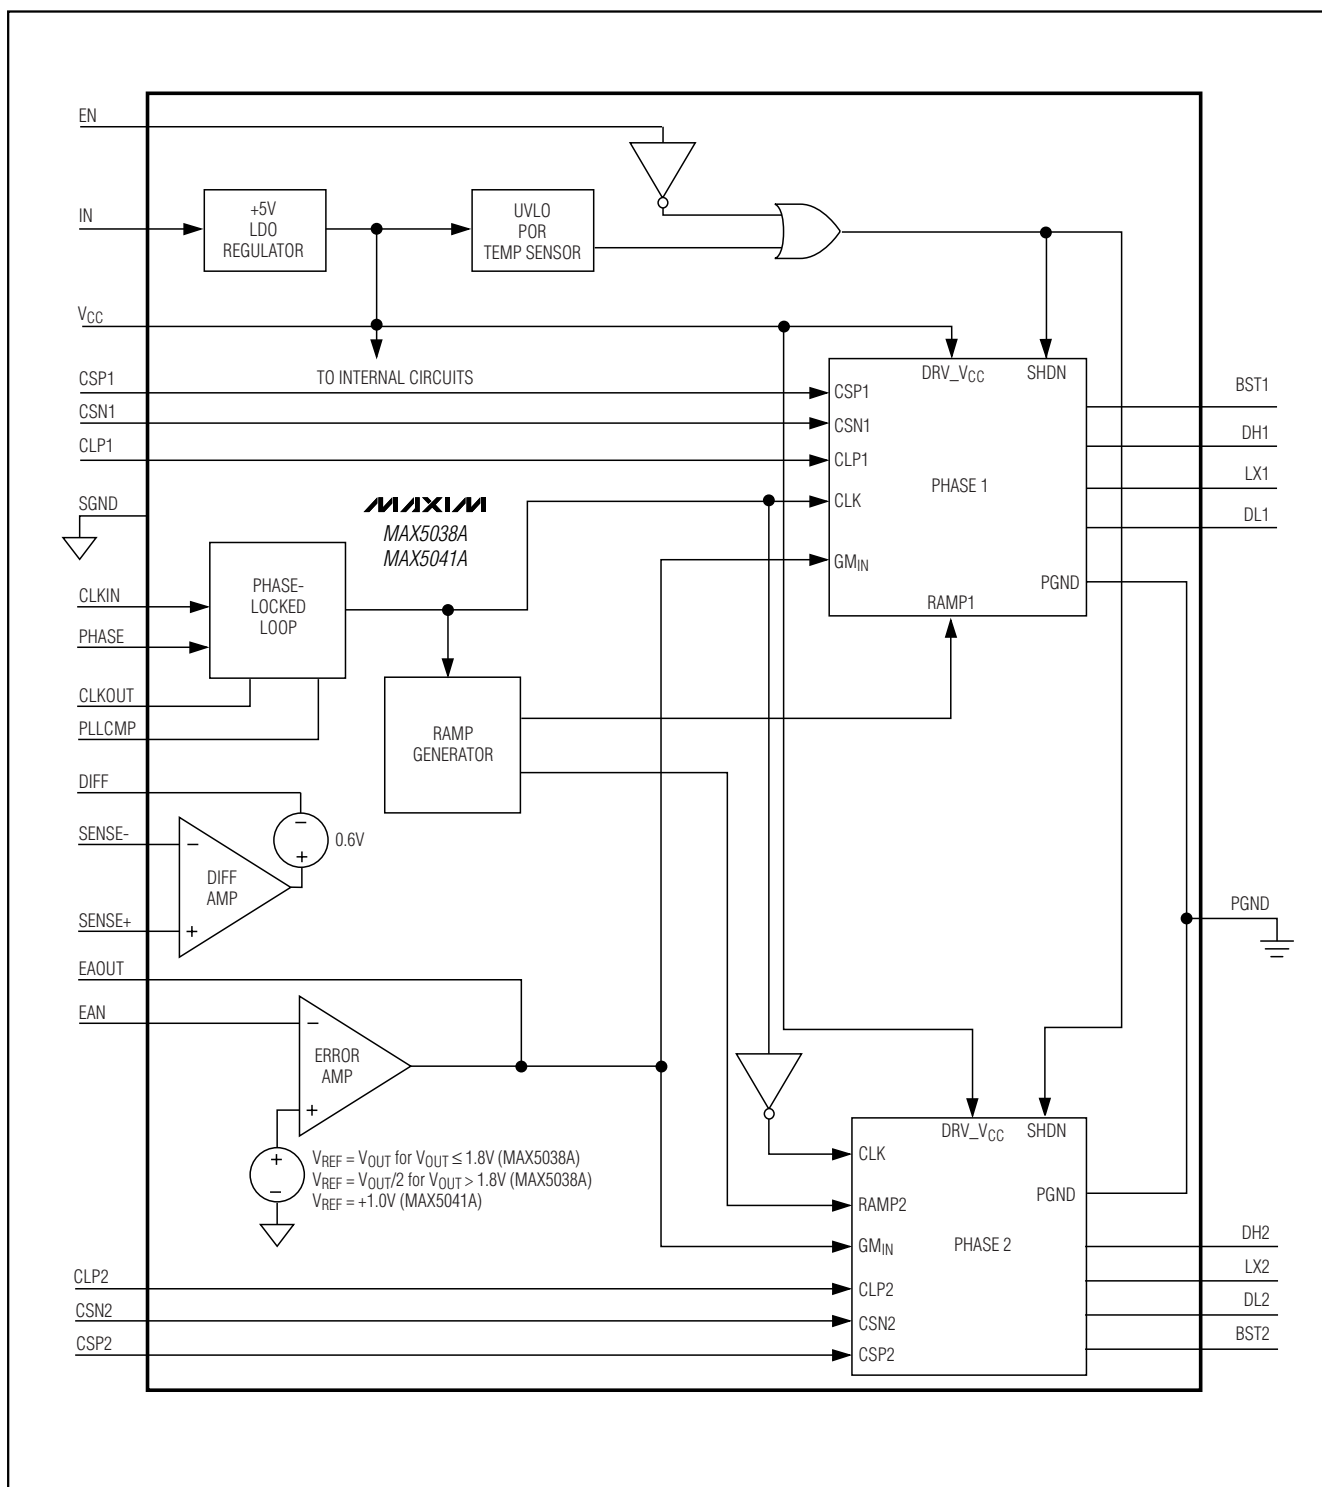 EN
IN
+5V
LDO
REGULATOR
UVLO
POR
TEMP SENSOR
VCC
TO INTERNAL CIRCUITS
CSP1
CSN1
CLP1
SGND
MAXIM
MAX5038A
MAX5041A
DRV_VCC
SHDN
CSP1
CSN1
CLP1
CLK
GMIN
PHASE 1
PGND
RAMP1
BST1
DH1
LX1
DL1
CLKIN
PHASE
CLKOUT
PLLCMP
PHASE-
LOCKED
LOOP
RAMP
GENERATOR
DIFF
SENSE-
SENSE+
−
+
DIFF
AMP
−
+
0.6V
PGND
EAOUT
EAN
−
+
ERROR
AMP
+
−
VREF = VOUT for VOUT ≤ 1.8V (MAX5038A)
VREF = VOUT/2 for VOUT > 1.8V (MAX5038A)
VREF = +1.0V (MAX5041A)
DRV_VCC
SHDN
CLK
PGND
RAMP2
GMIN
PHASE 2
CLP2
CSN2
CSP2
DH2
LX2
DL2
BST2
CLP2
CSN2
CSP2